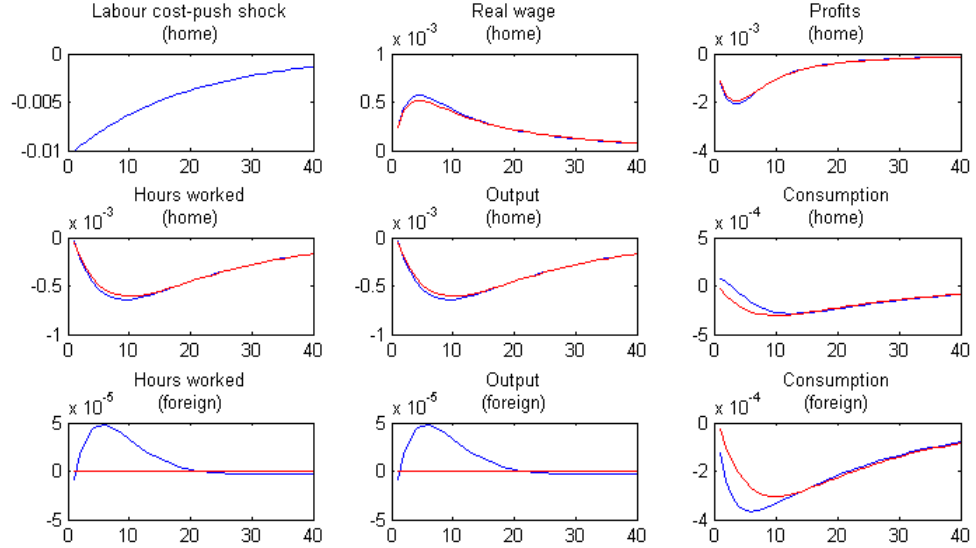 Labour cost-push shock
(home)
0
-0.005
-0.01
0 10 20 30 40
Real wage
(home)
x 10^-3
1
0.5
0
0 10 20 30 40
Profits
(home)
x 10^-3
0
-2
-4
0 10 20 30 40
Hours worked
(home)
x 10^-3
0
-0.5
-1
0 10 20 30 40
Output
(home)
x 10^-3
0
-0.5
-1
0 10 20 30 40
Consumption
(home)
x 10^-4
5
0
-5
0 10 20 30 40
Hours worked
(foreign)
x 10^-5
5
0
-5
0 10 20 30 40
Output
(foreign)
x 10^-5
5
0
-5
0 10 20 30 40
Consumption
(foreign)
x 10^-4
0
-2
-4
0 10 20 30 40